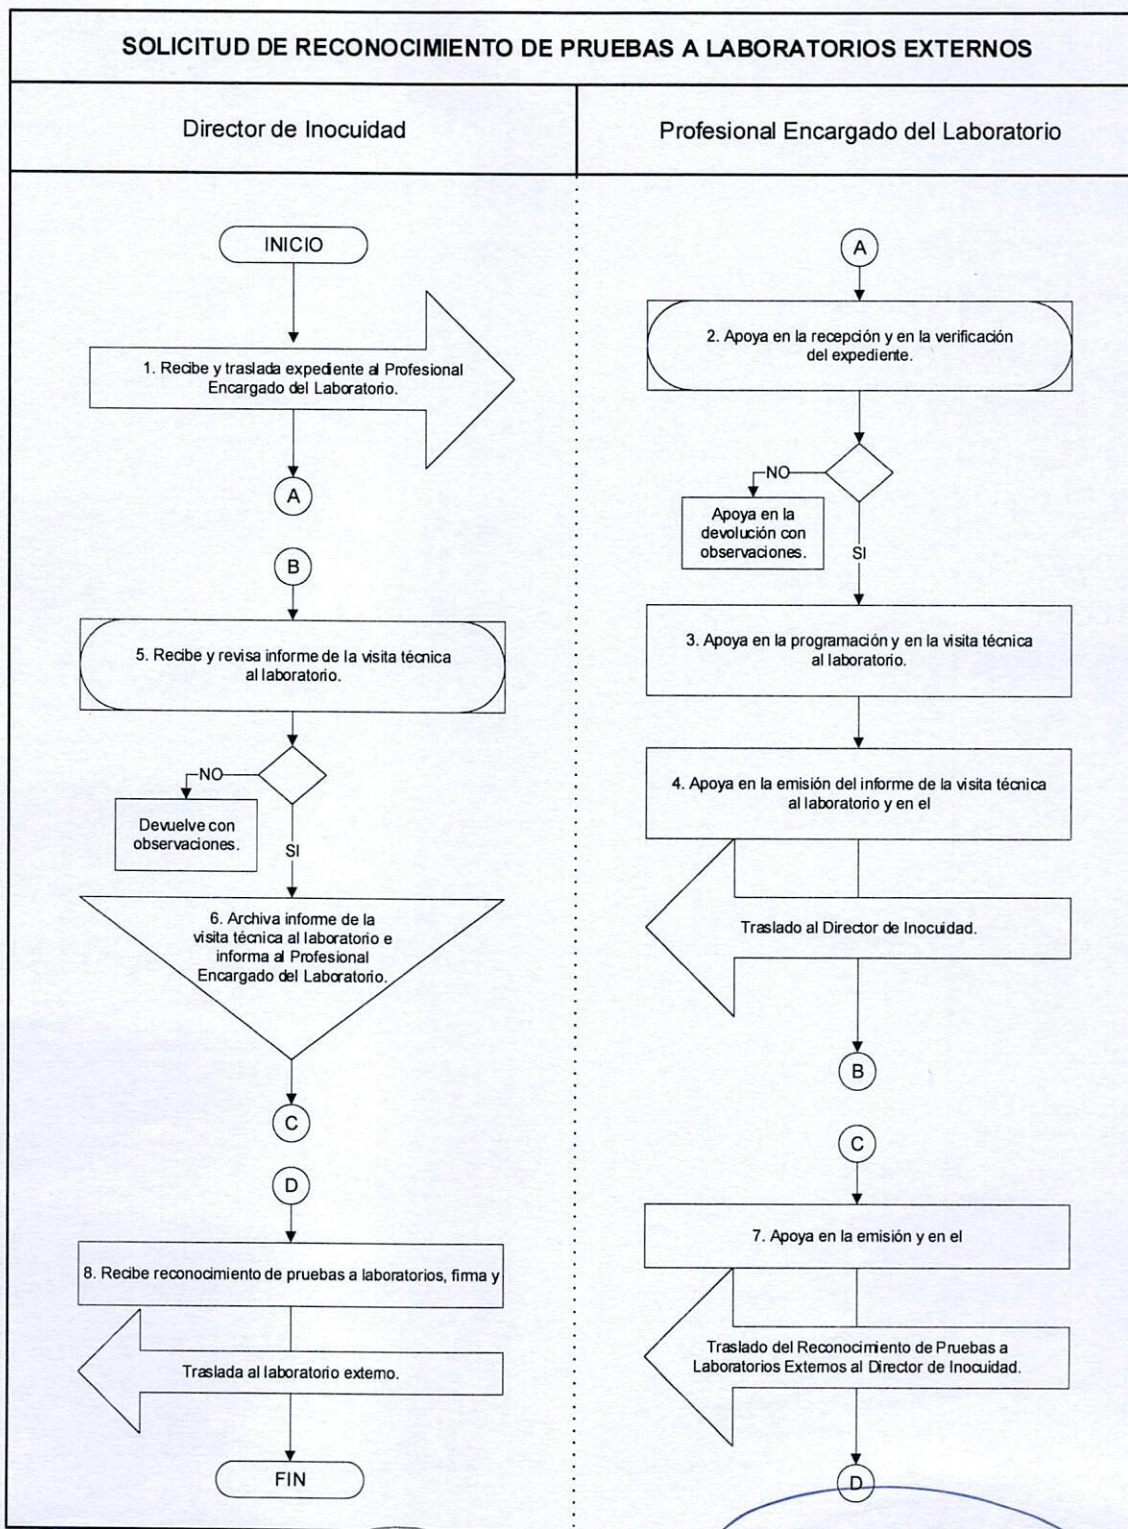 SOLICITUD DE RECONOCIMIENTO DE PRUEBAS A LABORATORIOS EXTERNOS
Director de Inocuidad
Profesional Encargado del Laboratorio
INICIO
1. Recibe y traslada expediente al Profesional
Encargado del Laboratorio.
A
B
5. Recibe y revisa informe de la visita técnica
al laboratorio.
NO
Devuelve con
observaciones.
SI
6. Archiva informe de la
visita técnica al laboratorio e
informa al Profesional
Encargado del Laboratorio.
C
D
8. Recibe reconocimiento de pruebas a laboratorios, firma y
Traslada al laboratorio externo.
FIN
A
2. Apoya en la recepción y en la verificación
del expediente.
NO
Apoya en la
devolución con
observaciones.
SI
3. Apoya en la programación y en la visita técnica
al laboratorio.
4. Apoya en la emisión del informe de la visita técnica
al laboratorio y en el
Traslado al Director de Inocuidad.
B
C
7. Apoya en la emisión y en el
Traslado del Reconocimiento de Pruebas a
Laboratorios Externos al Director de Inocuidad.
D